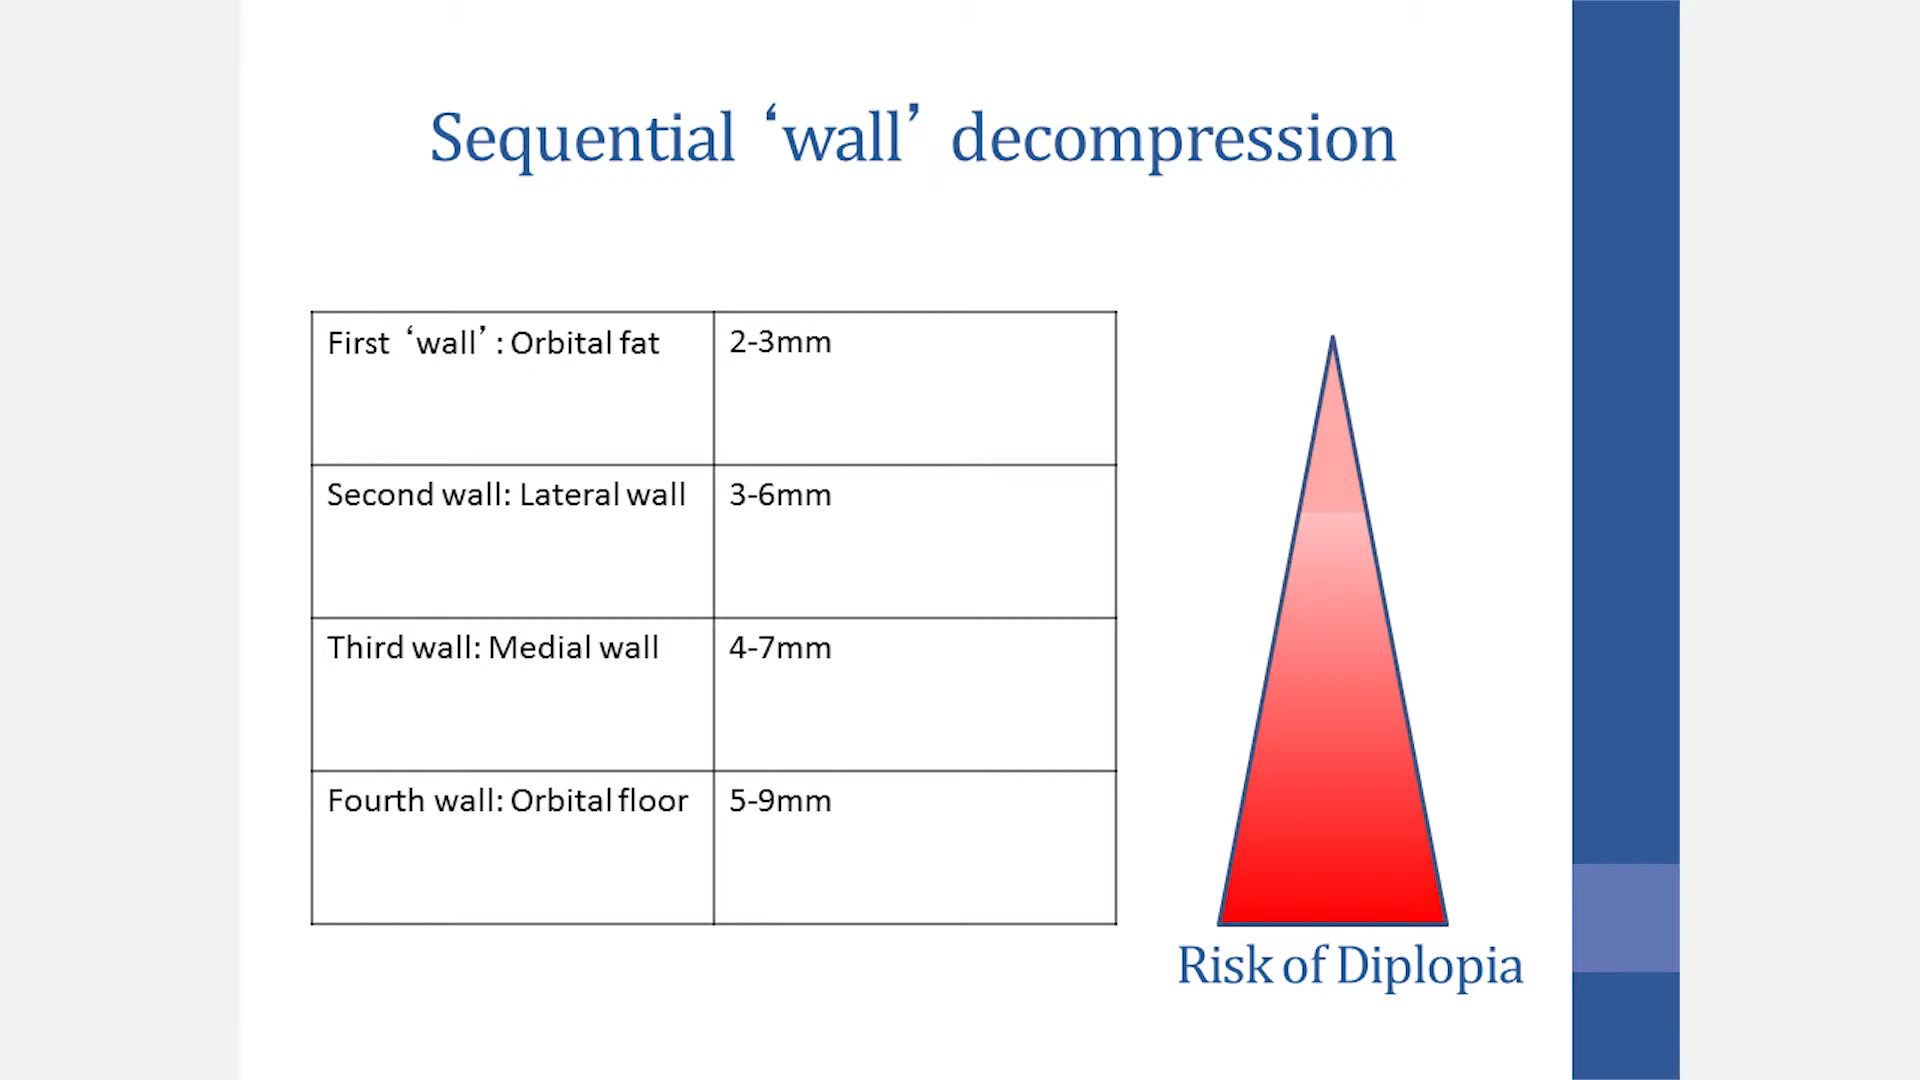 Sequential ‘wall’ decompression
First ‘wall’: Orbital fat
2-3mm
Second wall: Lateral wall
3-6mm
Third wall: Medial wall
4-7mm
Fourth wall: Orbital floor
5-9mm
Risk of Diplopia